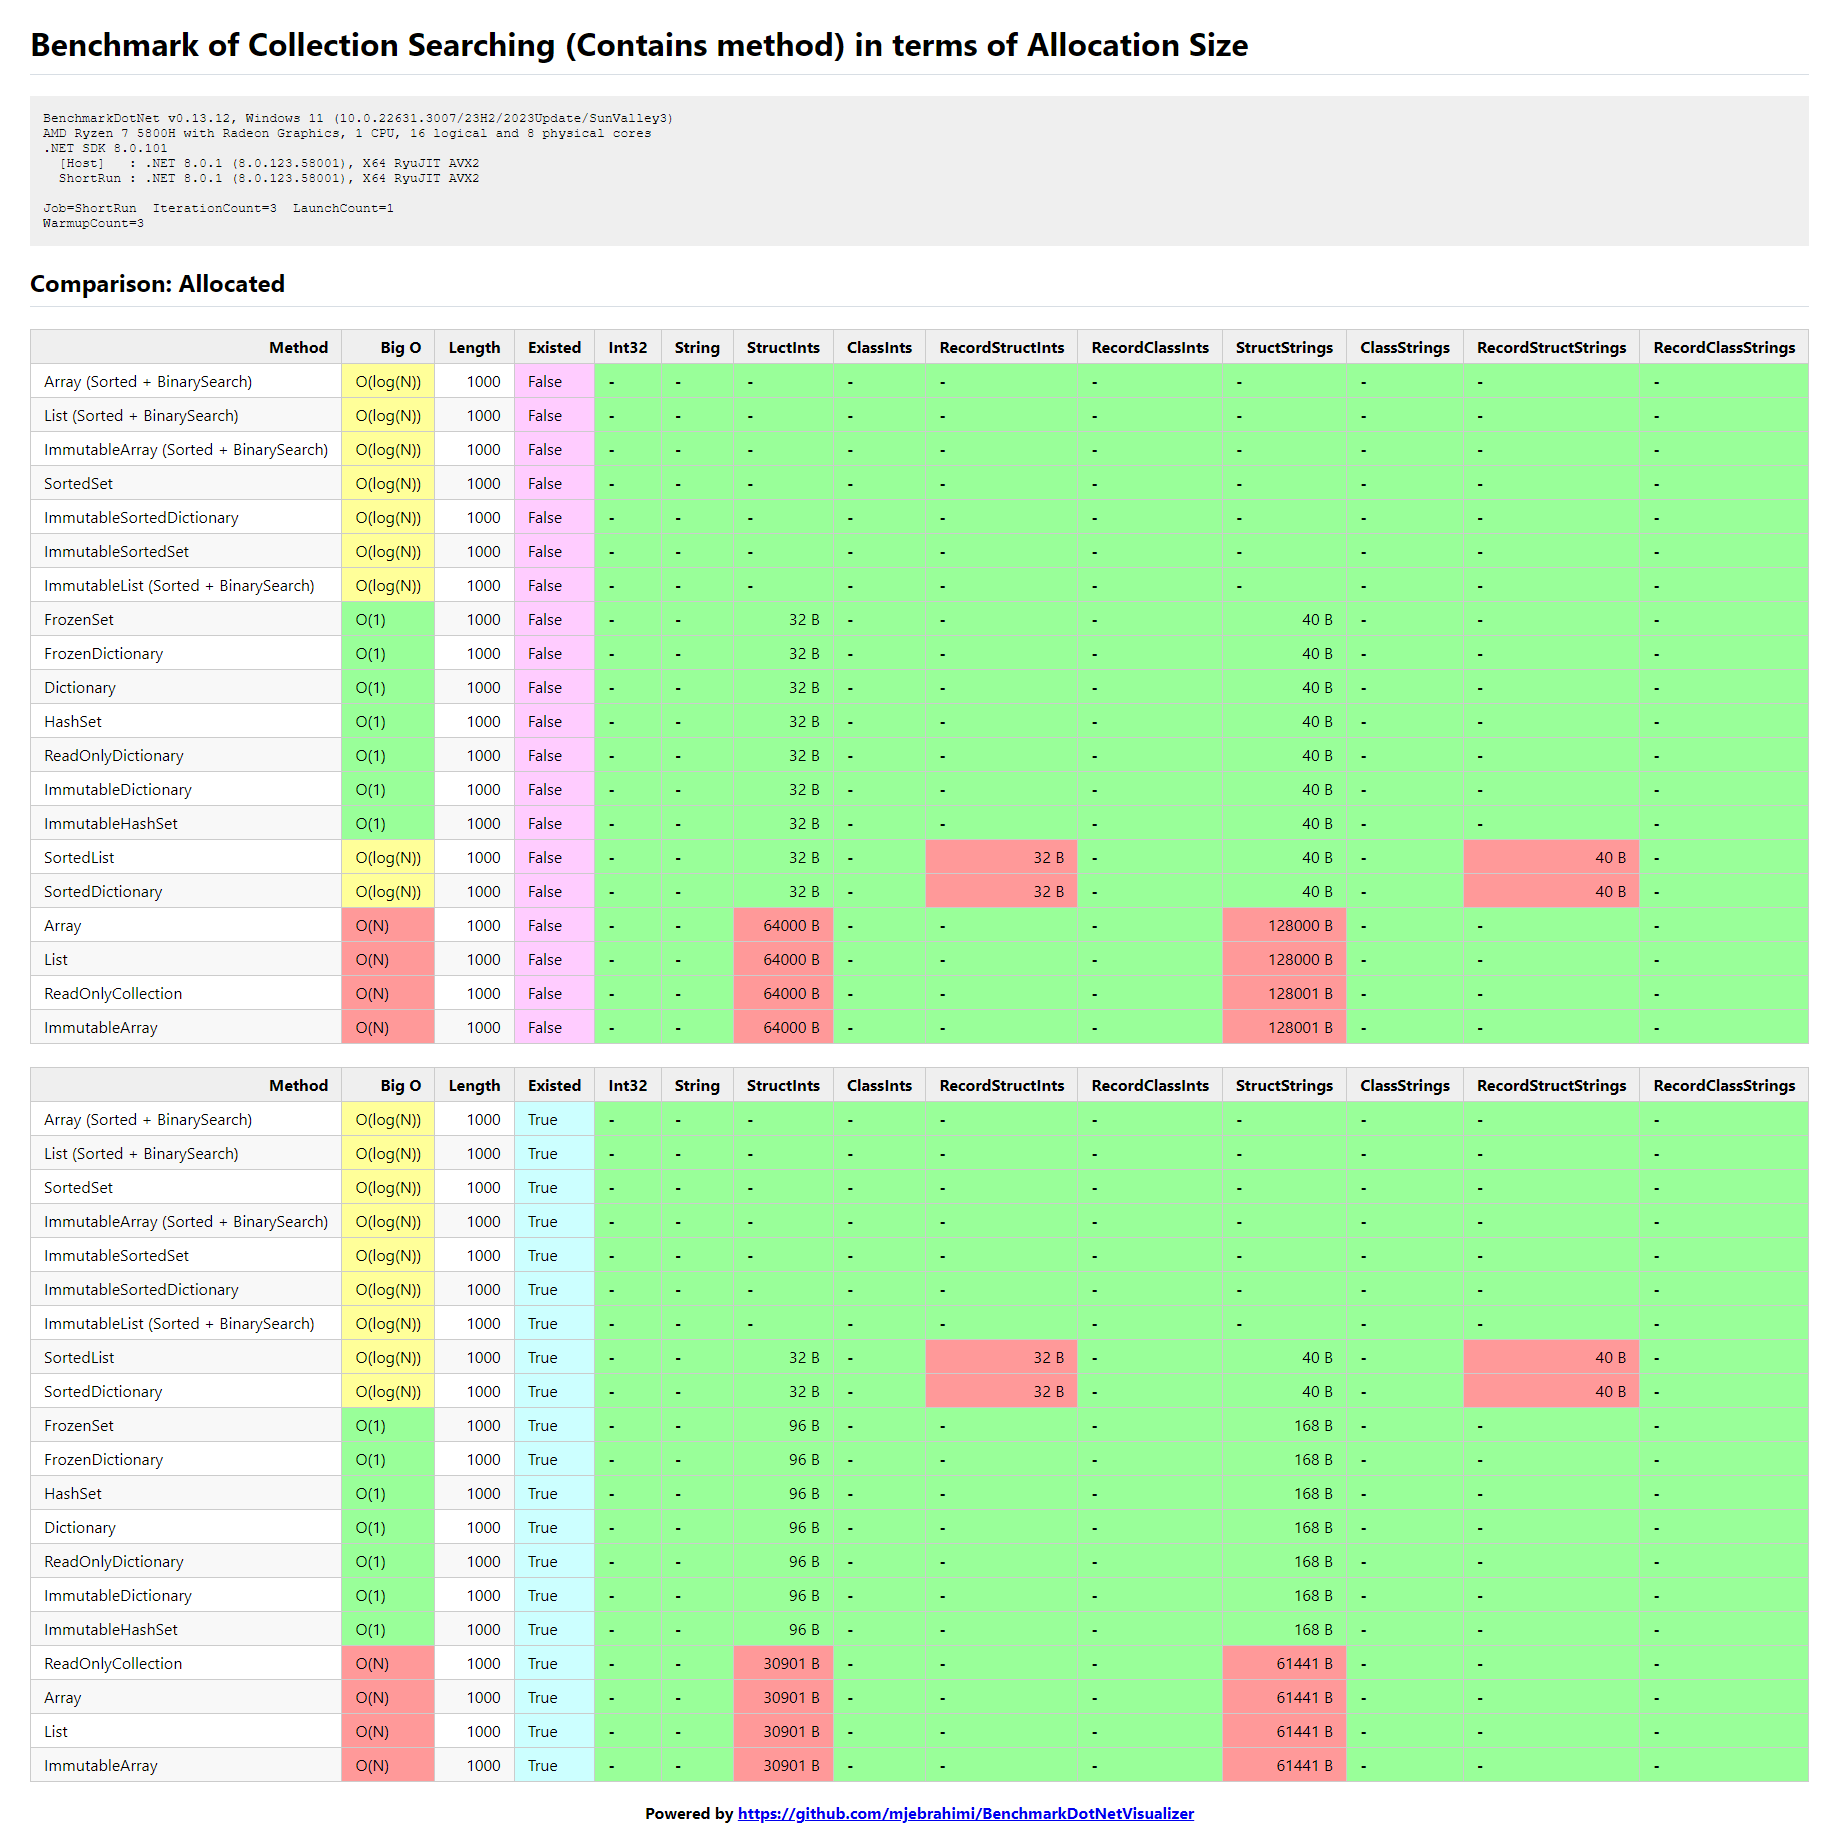 Benchmark of Collection Searching (Contains method) in terms of Allocation Size
BenchmarkDotNet v0.13.12, Windows 11 (10.0.22631.3007/23H2/2023Update/SunValley3)
AMD Ryzen 7 5800H with Radeon Graphics, 1 CPU, 16 logical and 8 physical cores
.NET SDK 8.0.101
[Host]   : .NET 8.0.1 (8.0.123.58001), X64 RyuJIT AVX2
ShortRun : .NET 8.0.1 (8.0.123.58001), X64 RyuJIT AVX2
Job=ShortRun  IterationCount=3  LaunchCount=1
WarmupCount=3
Comparison: Allocated
Method Big O Length Existed Int32 String StructInts ClassInts RecordStructInts RecordClassInts StructStrings ClassStrings RecordStructStrings RecordClassStrings
Array (Sorted + BinarySearch) O(log(N)) 1000 False - - - - - - - - - -
List (Sorted + BinarySearch) O(log(N)) 1000 False - - - - - - - - - -
ImmutableArray (Sorted + BinarySearch) O(log(N)) 1000 False - - - - - - - - - -
SortedSet O(log(N)) 1000 False - - - - - - - - - -
ImmutableSortedDictionary O(log(N)) 1000 False - - - - - - - - - -
ImmutableSortedSet O(log(N)) 1000 False - - - - - - - - - -
ImmutableList (Sorted + BinarySearch) O(log(N)) 1000 False - - - - - - - - - -
FrozenSet O(1) 1000 False - - 32 B - - - 40 B - - -
FrozenDictionary O(1) 1000 False - - 32 B - - - 40 B - - -
Dictionary O(1) 1000 False - - 32 B - - - 40 B - - -
HashSet O(1) 1000 False - - 32 B - - - 40 B - - -
ReadOnlyDictionary O(1) 1000 False - - 32 B - - - 40 B - - -
ImmutableDictionary O(1) 1000 False - - 32 B - - - 40 B - - -
ImmutableHashSet O(1) 1000 False - - 32 B - - - 40 B - - -
SortedList O(log(N)) 1000 False - - 32 B - 32 B - 40 B - 40 B -
SortedDictionary O(log(N)) 1000 False - - 32 B - 32 B - 40 B - 40 B -
Array O(N) 1000 False - - 64000 B - - - 128000 B - - -
List O(N) 1000 False - - 64000 B - - - 128000 B - - -
ReadOnlyCollection O(N) 1000 False - - 64000 B - - - 128001 B - - -
ImmutableArray O(N) 1000 False - - 64000 B - - - 128001 B - - -
Method Big O Length Existed Int32 String StructInts ClassInts RecordStructInts RecordClassInts StructStrings ClassStrings RecordStructStrings RecordClassStrings
Array (Sorted + BinarySearch) O(log(N)) 1000 True - - - - - - - - - -
List (Sorted + BinarySearch) O(log(N)) 1000 True - - - - - - - - - -
SortedSet O(log(N)) 1000 True - - - - - - - - - -
ImmutableArray (Sorted + BinarySearch) O(log(N)) 1000 True - - - - - - - - - -
ImmutableSortedSet O(log(N)) 1000 True - - - - - - - - - -
ImmutableSortedDictionary O(log(N)) 1000 True - - - - - - - - - -
ImmutableList (Sorted + BinarySearch) O(log(N)) 1000 True - - - - - - - - - -
SortedList O(log(N)) 1000 True - - 32 B - 32 B - 40 B - 40 B -
SortedDictionary O(log(N)) 1000 True - - 32 B - 32 B - 40 B - 40 B -
FrozenSet O(1) 1000 True - - 96 B - - - 168 B - - -
FrozenDictionary O(1) 1000 True - - 96 B - - - 168 B - - -
HashSet O(1) 1000 True - - 96 B - - - 168 B - - -
Dictionary O(1) 1000 True - - 96 B - - - 168 B - - -
ReadOnlyDictionary O(1) 1000 True - - 96 B - - - 168 B - - -
ImmutableDictionary O(1) 1000 True - - 96 B - - - 168 B - - -
ImmutableHashSet O(1) 1000 True - - 96 B - - - 168 B - - -
ReadOnlyCollection O(N) 1000 True - - 30901 B - - - 61441 B - - -
Array O(N) 1000 True - - 30901 B - - - 61441 B - - -
List O(N) 1000 True - - 30901 B - - - 61441 B - - -
ImmutableArray O(N) 1000 True - - 30901 B - - - 61441 B - - -
Powered by https://github.com/mjebrahimi/BenchmarkDotNetVisualizer